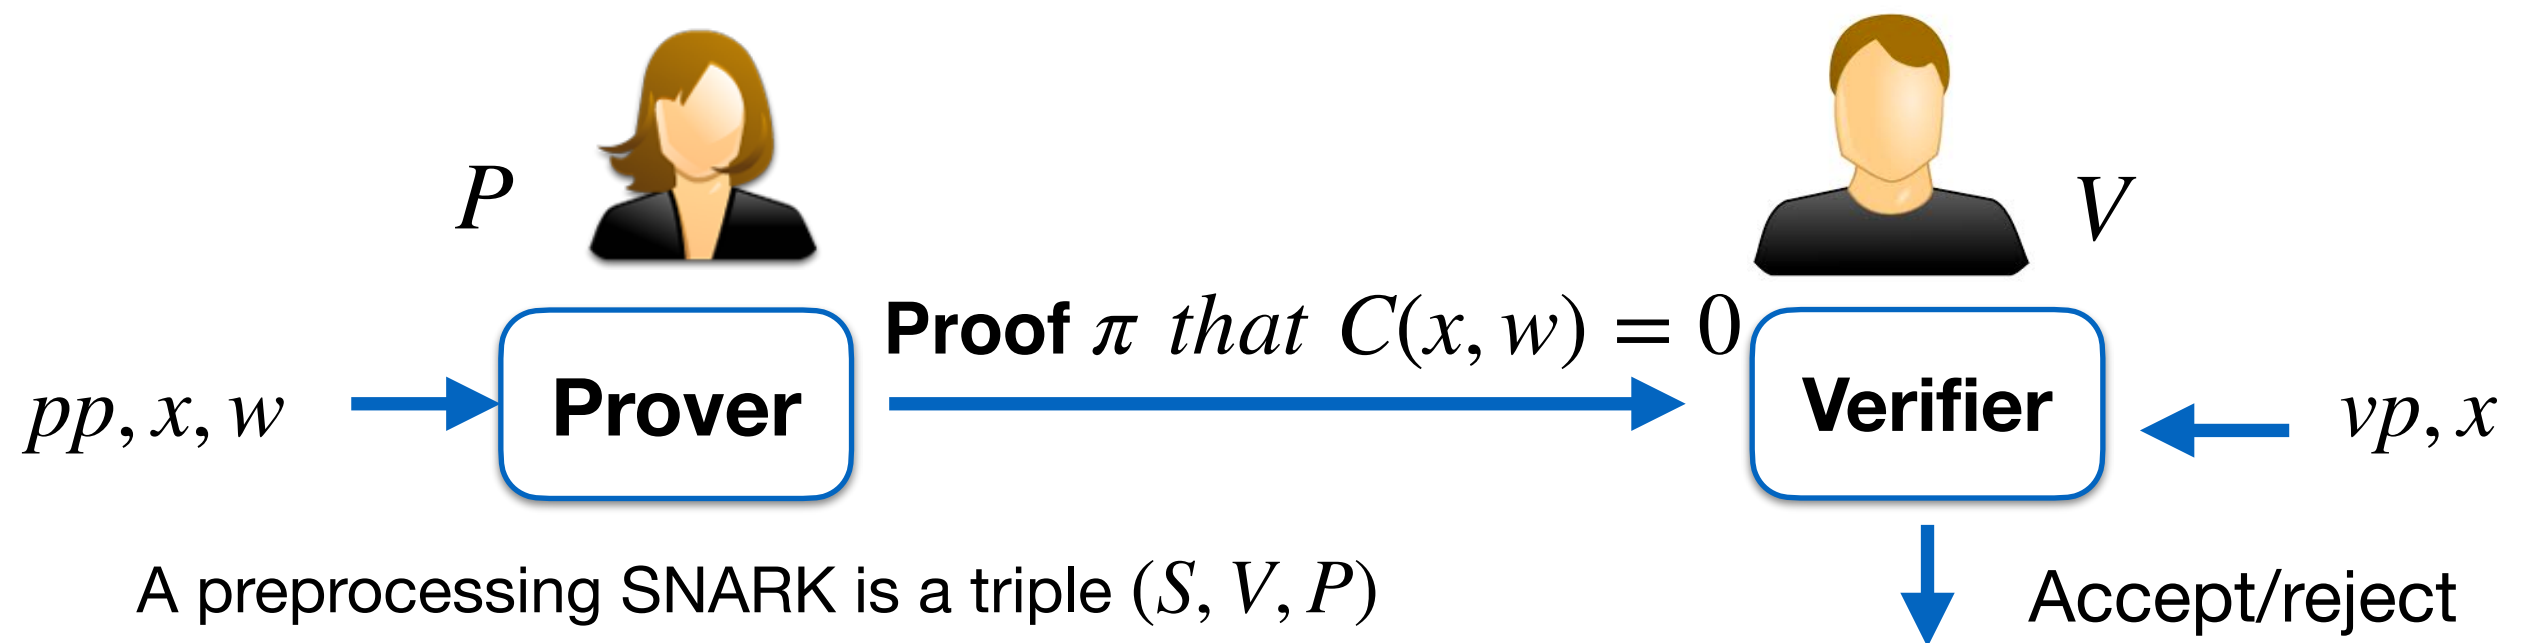 P
V
Proof π that C(x, w) = 0
pp, x, w
Prover
Verifier
vp, x
A preprocessing SNARK is a triple (S, V, P)
Accept/reject